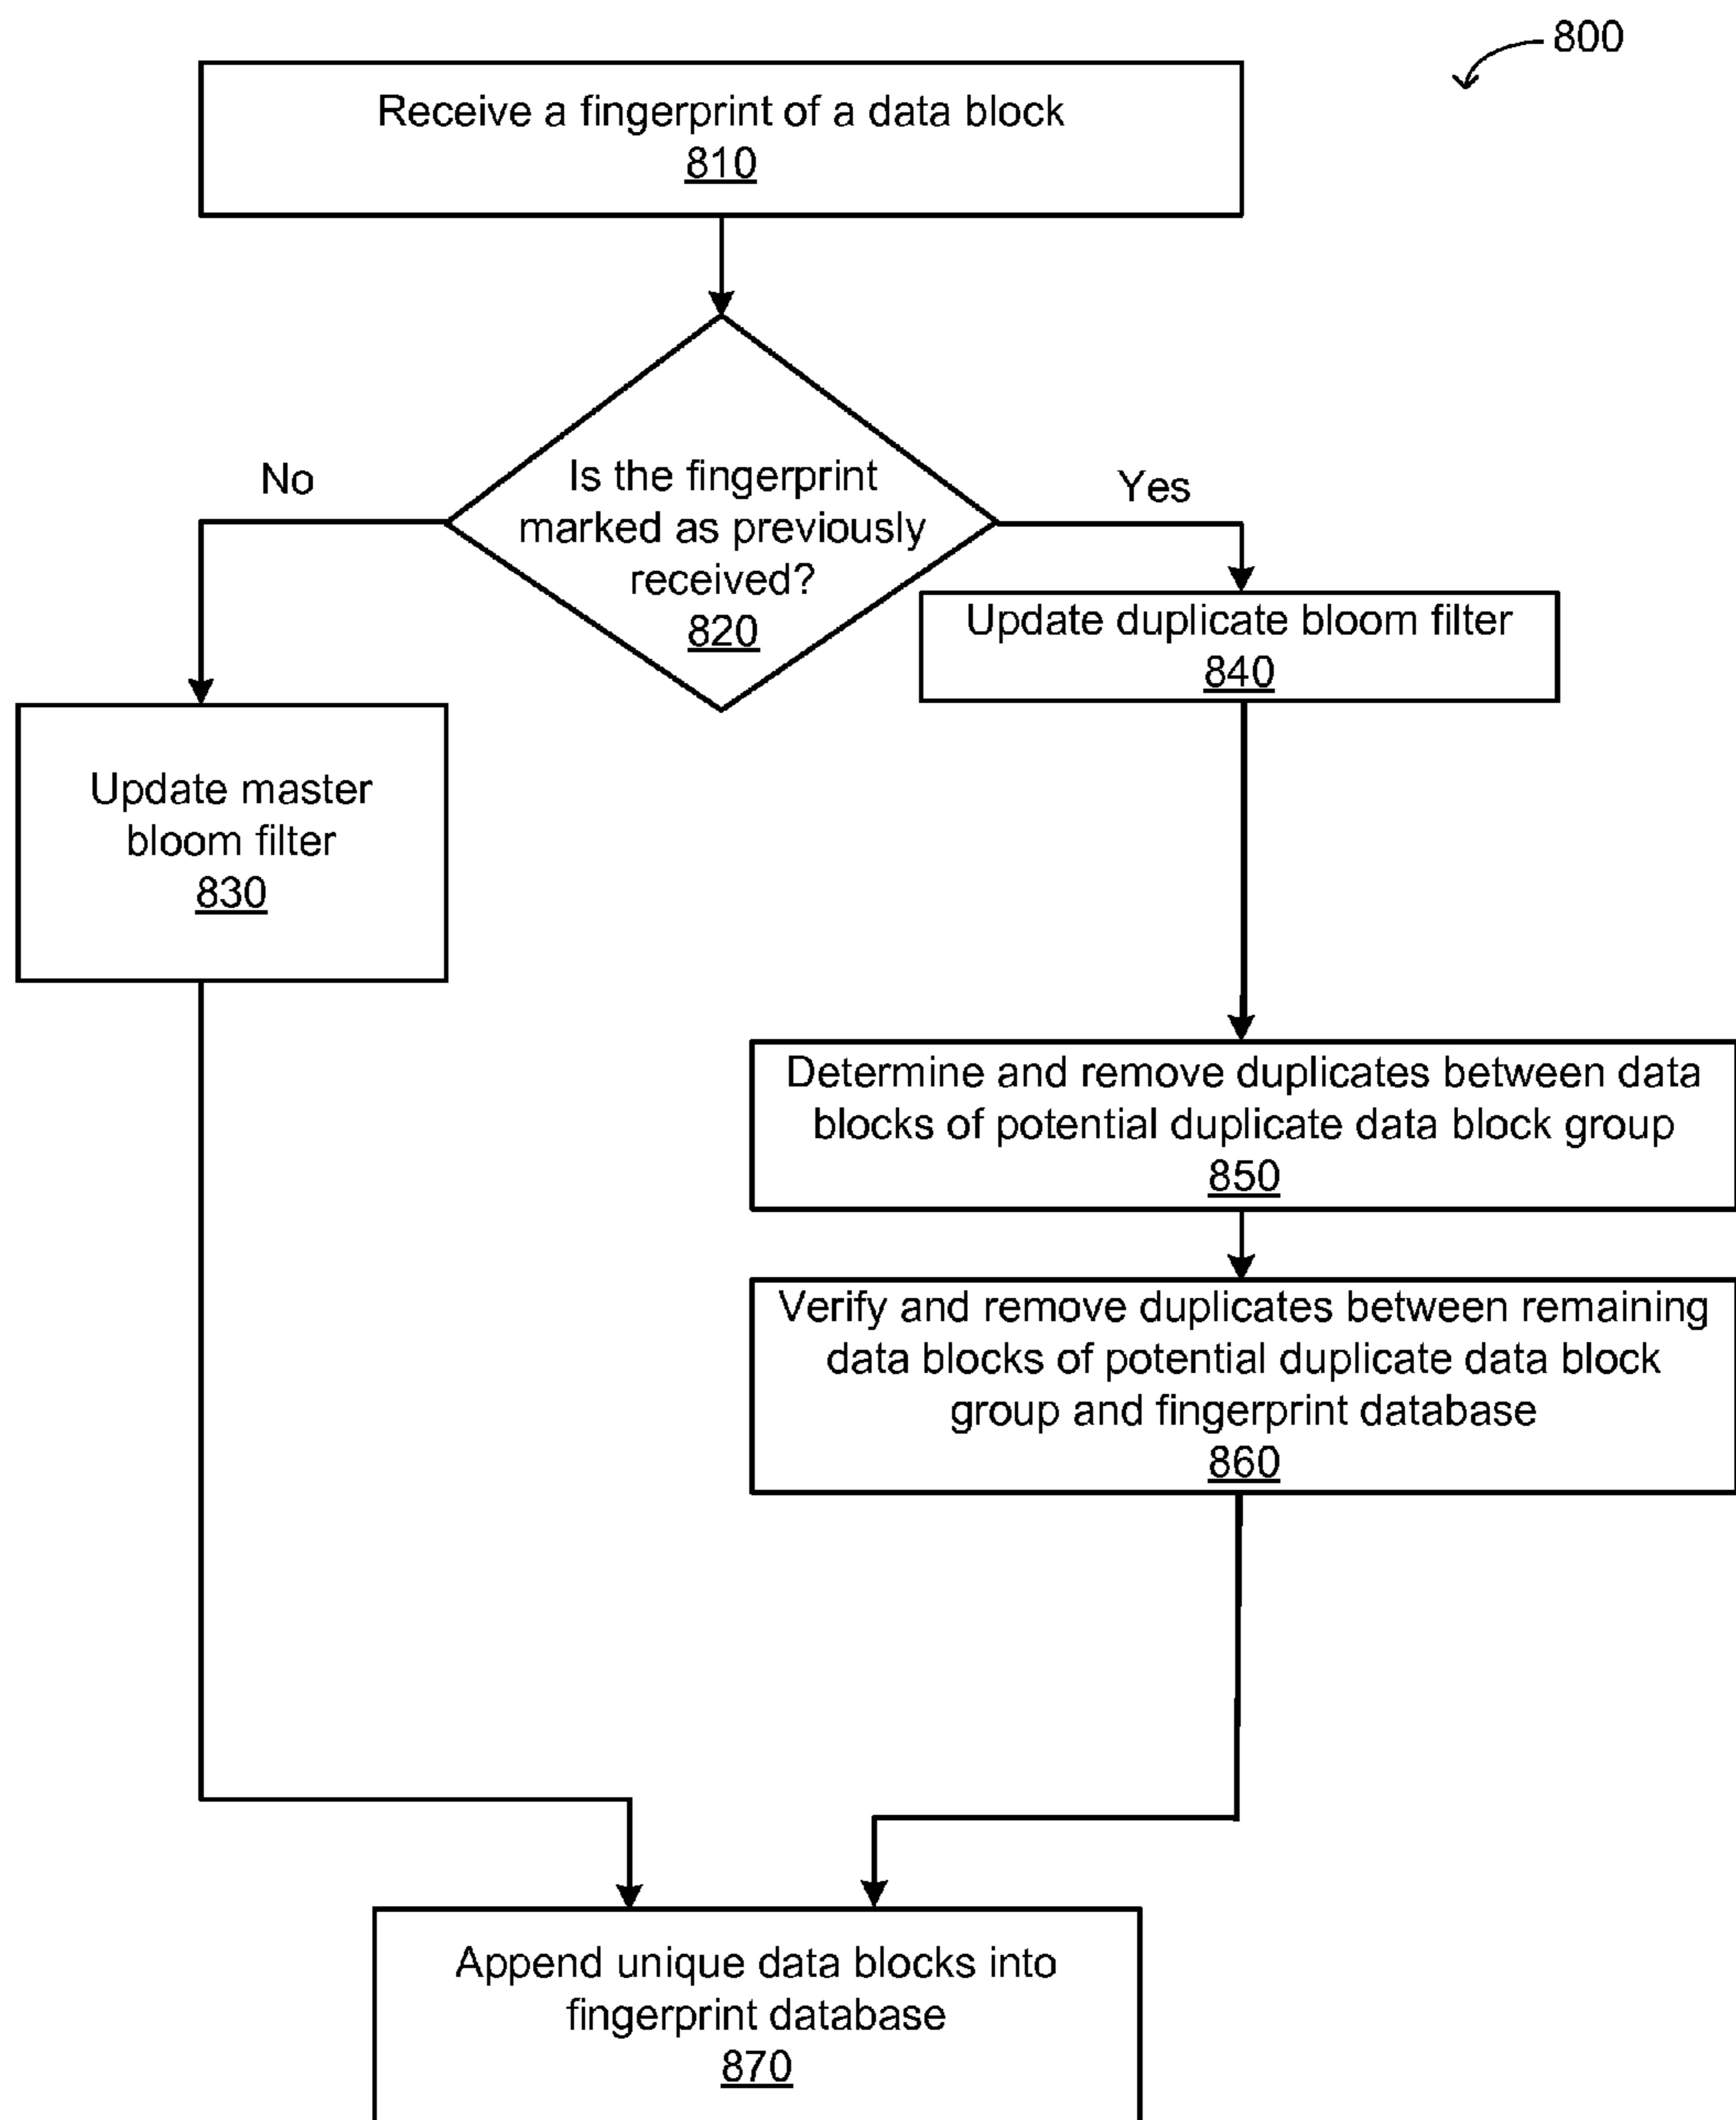 800
Receive a fingerprint of a data block
810
No
Is the fingerprint
marked as previously
received?
820
Yes
Update duplicate bloom filter
840
Update master
bloom filter
830
Determine and remove duplicates between data
blocks of potential duplicate data block group
850
Verify and remove duplicates between remaining
data blocks of potential duplicate data block
group and fingerprint database
860
Append unique data blocks into
fingerprint database
870